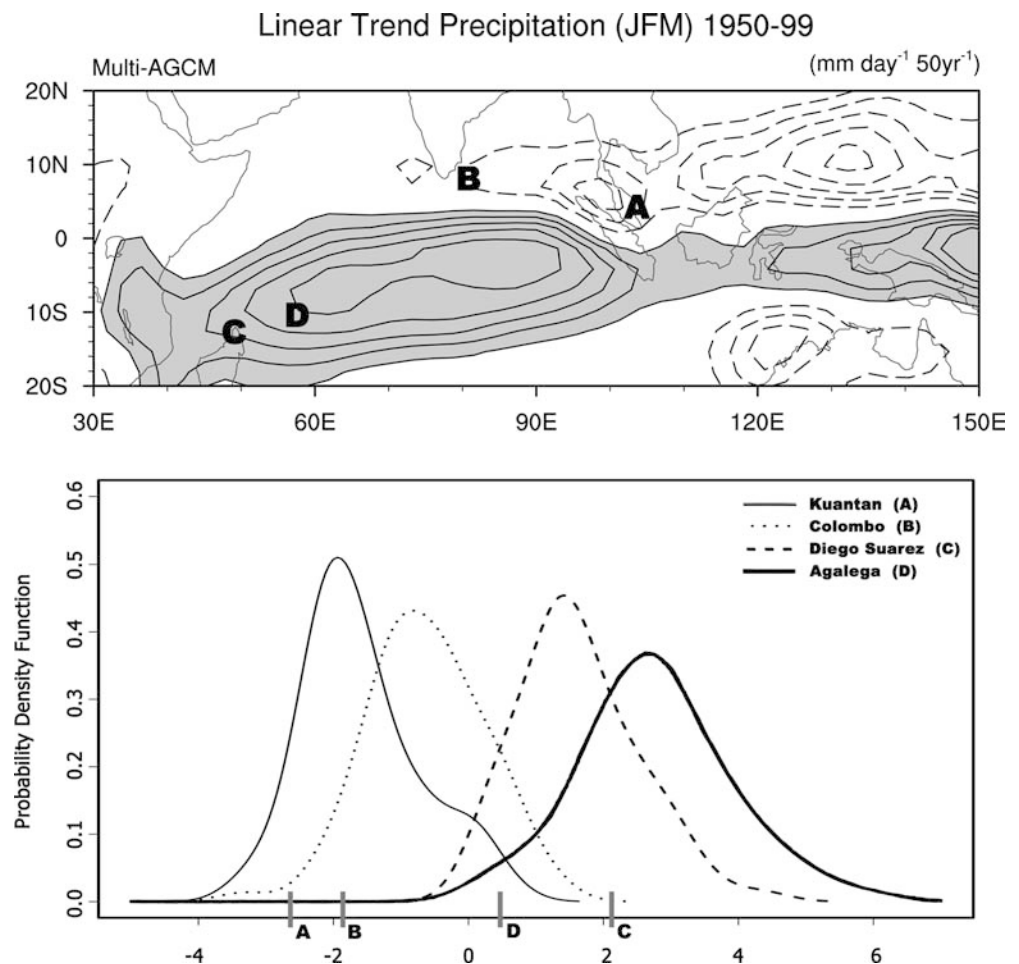 Linear Trend Precipitation (JFM) 1950-99
Multi-AGCM
(mm day⁻¹ 50yr⁻¹)
20N
10N
0
10S
20S
B
A
D
C
30E 60E 90E 120E 150E
Probability Density Function
0.6
0.5
0.4
0.3
0.2
0.1
0.0
Kuantan (A)
Colombo (B)
Diego Suarez (C)
Agalega (D)
A B D C
-4 -2 0 2 4 6